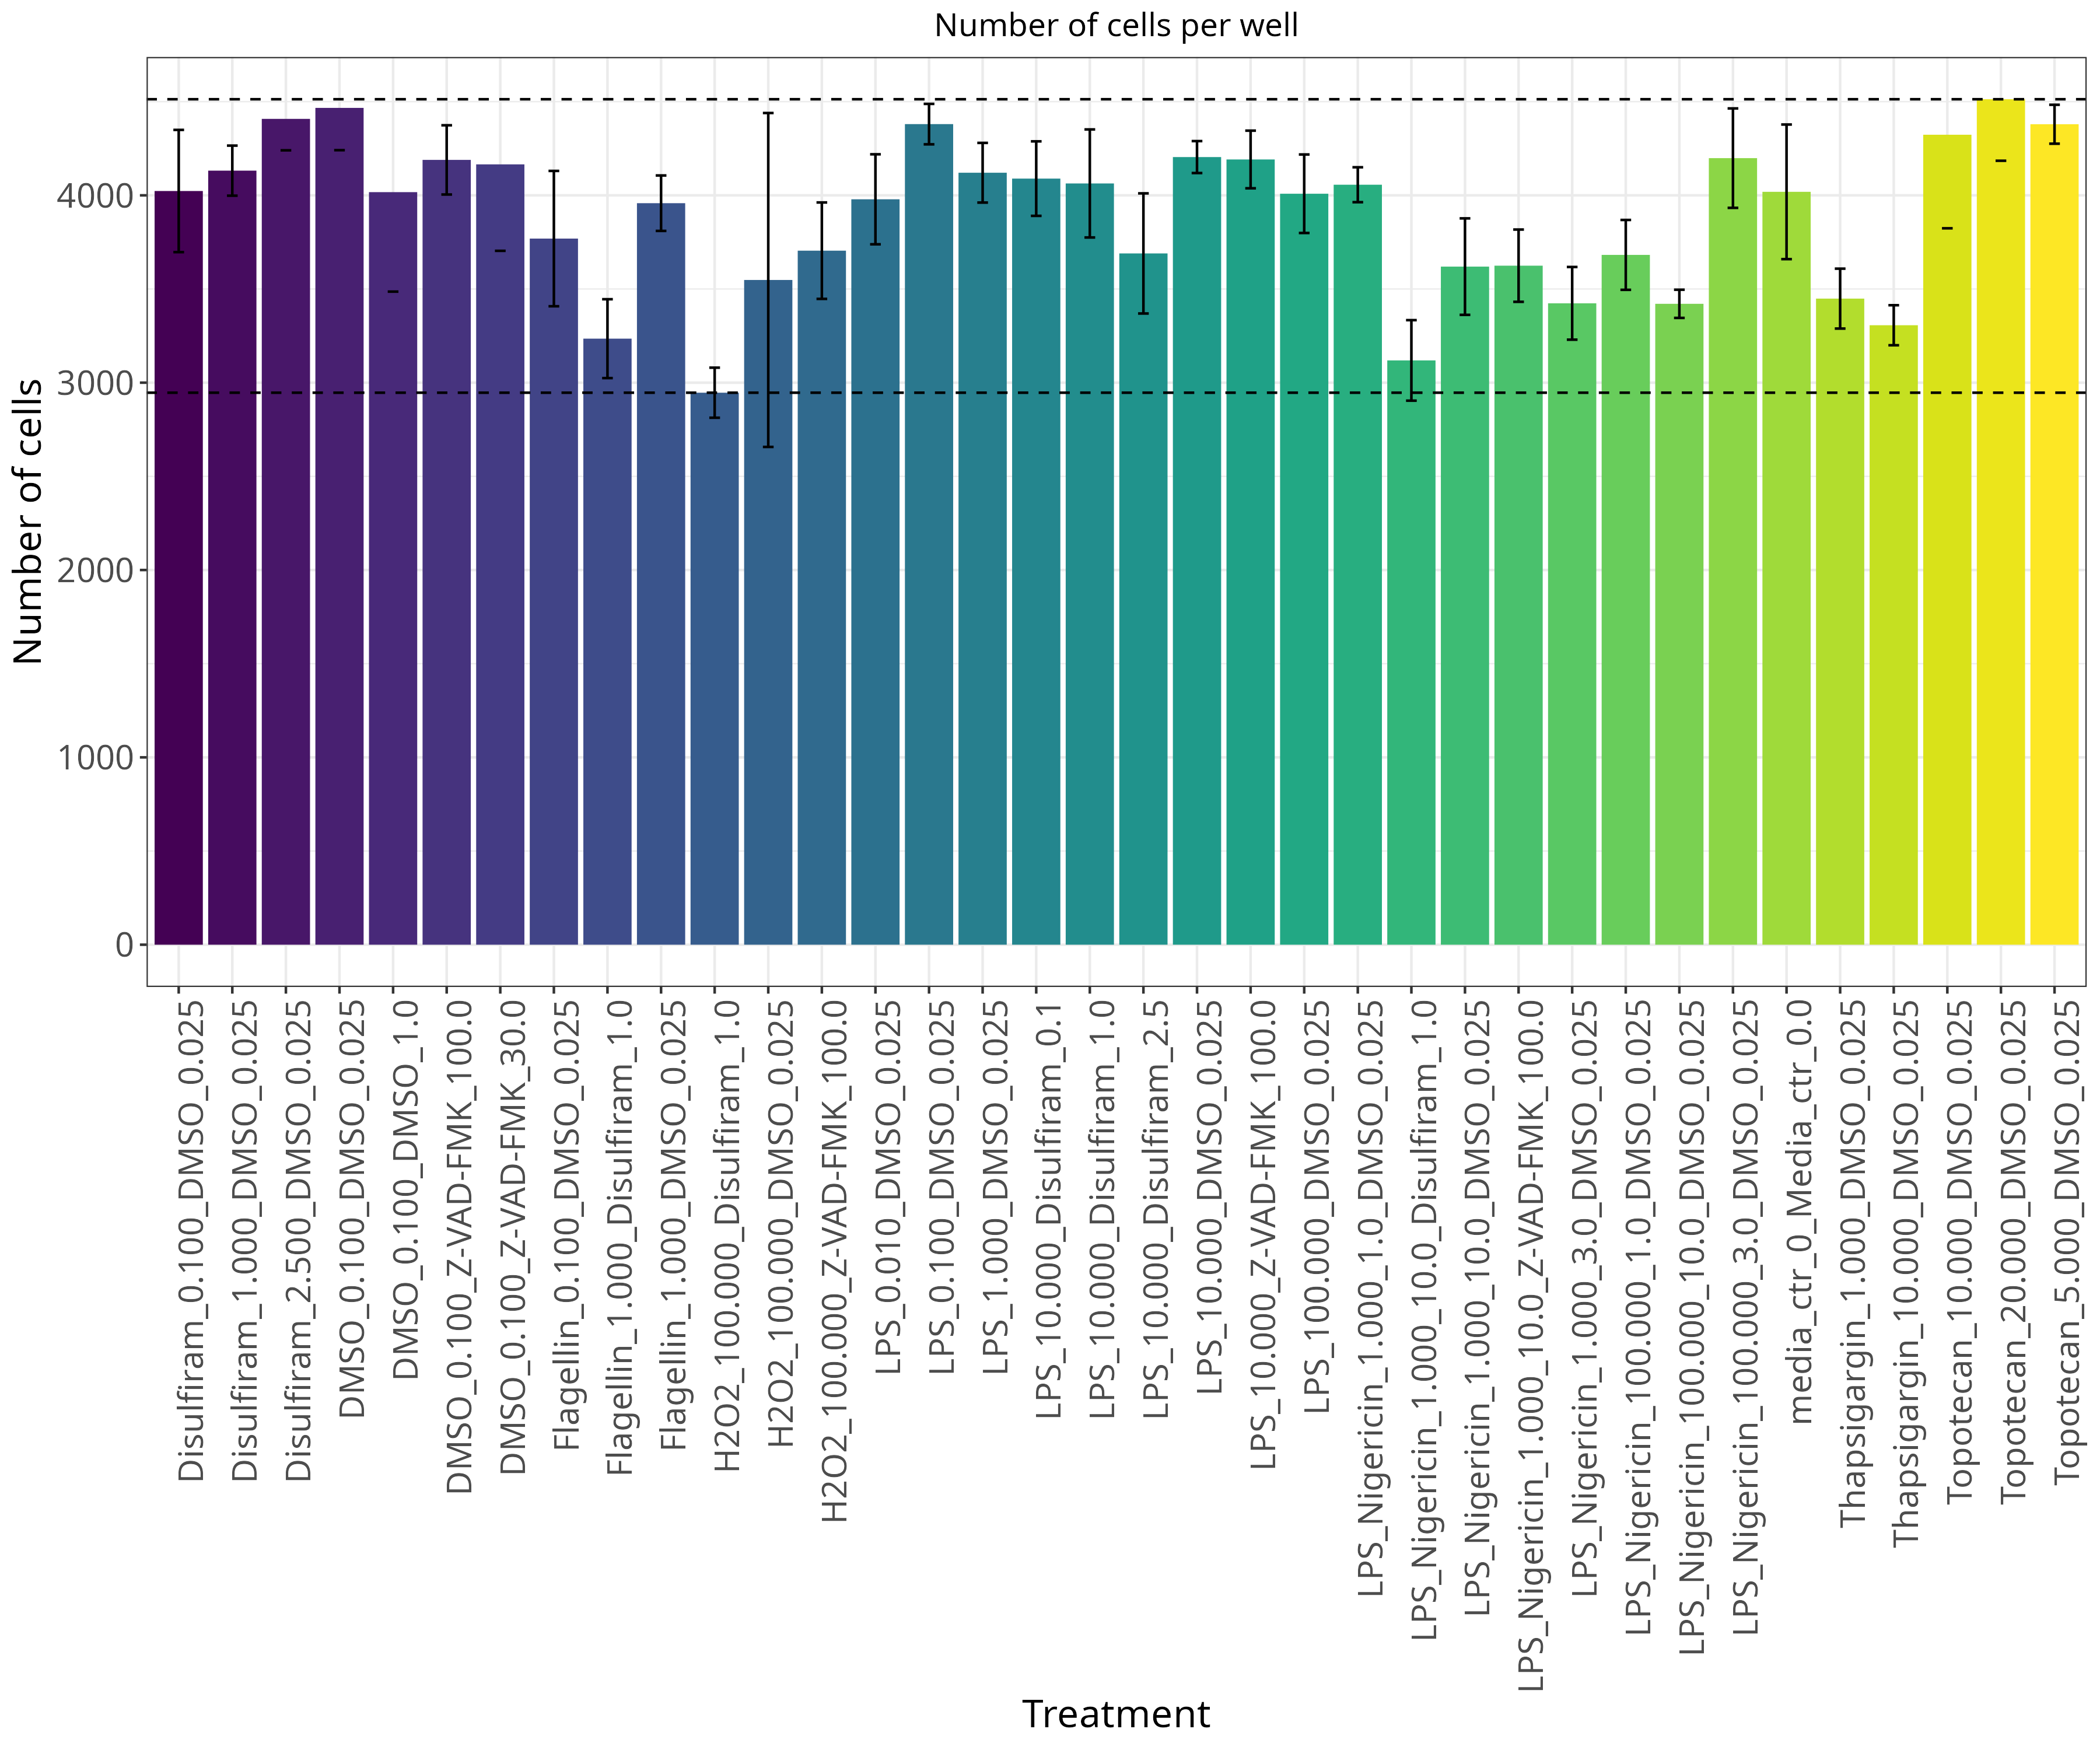 Number of cells per well
Number of cells
4000
3000
2000
1000
0
Disulfiram_0.100_DMSO_0.025
Disulfiram_1.000_DMSO_0.025
Disulfiram_2.500_DMSO_0.025
DMSO_0.100_DMSO_0.025
DMSO_0.100_DMSO_1.0
DMSO_0.100_Z-VAD-FMK_100.0
DMSO_0.100_Z-VAD-FMK_30.0
Flagellin_0.100_DMSO_0.025
Flagellin_1.000_Disulfiram_1.0
Flagellin_1.000_DMSO_0.025
H2O2_100.000_Disulfiram_1.0
H2O2_100.000_DMSO_0.025
H2O2_100.000_Z-VAD-FMK_100.0
LPS_0.010_DMSO_0.025
LPS_0.100_DMSO_0.025
LPS_1.000_DMSO_0.025
LPS_10.000_Disulfiram_0.1
LPS_10.000_Disulfiram_1.0
LPS_10.000_Disulfiram_2.5
LPS_10.000_DMSO_0.025
LPS_10.000_Z-VAD-FMK_100.0
LPS_100.000_DMSO_0.025
LPS_Nigericin_1.000_1.0_DMSO_0.025
LPS_Nigericin_1.000_10.0_Disulfiram_1.0
LPS_Nigericin_1.000_10.0_DMSO_0.025
LPS_Nigericin_1.000_10.0_Z-VAD-FMK_100.0
LPS_Nigericin_1.000_3.0_DMSO_0.025
LPS_Nigericin_100.000_1.0_DMSO_0.025
LPS_Nigericin_100.000_10.0_DMSO_0.025
LPS_Nigericin_100.000_3.0_DMSO_0.025
media_ctr_0_Media_ctr_0.0
Thapsigargin_1.000_DMSO_0.025
Thapsigargin_10.000_DMSO_0.025
Topotecan_10.000_DMSO_0.025
Topotecan_20.000_DMSO_0.025
Topotecan_5.000_DMSO_0.025
Treatment